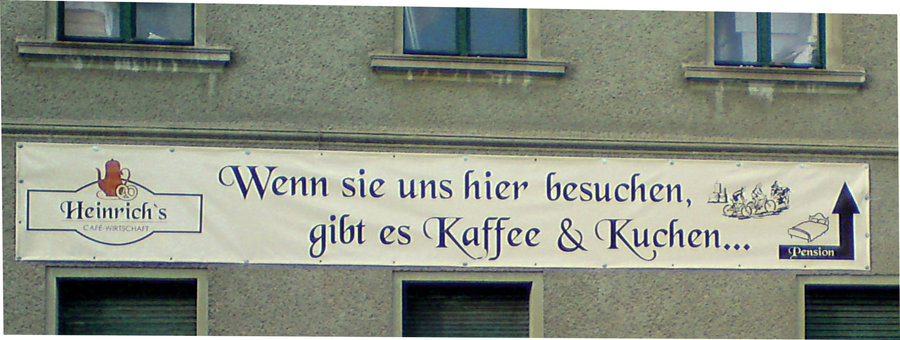 Heinrich`s
CAFÉ-WIRTSCHAFT
Wenn sie uns hier besuchen,
gibt es Kaffee & Kuchen...
Pension